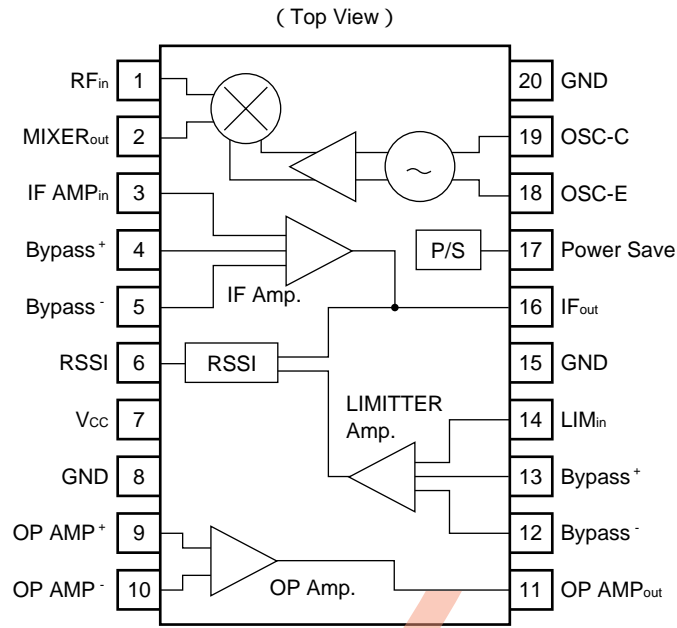 ( Top View )
RFin 1
20 GND
MIXERout 2
19 OSC-C
IF AMPin 3
18 OSC-E
Bypass+ 4
P/S
17 Power Save
Bypass- 5
IF Amp.
16 IFout
RSSI 6
RSSI
15 GND
VCC 7
LIMITTER
Amp.
14 LIMin
GND 8
13 Bypass+
OP AMP+ 9
12 Bypass-
OP AMP- 10
OP Amp.
11 OP AMPout